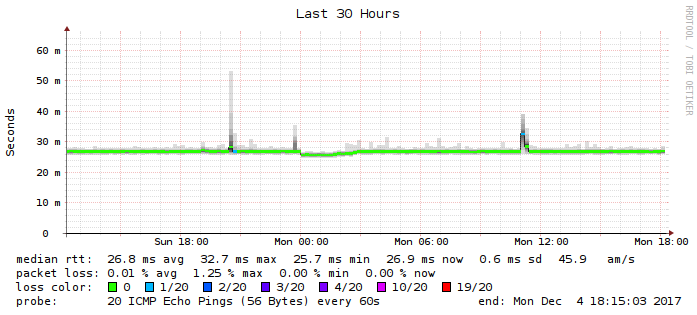 Last 30 Hours
RRDTOOL / TOBI OETIKER
Seconds
60 m
50 m
40 m
30 m
20 m
10 m
0
Sun 18:00 Mon 00:00 Mon 06:00 Mon 12:00 Mon 18:00
median rtt: 26.8 ms avg 32.7 ms max 25.7 ms min 26.9 ms now 0.6 ms sd 45.9 am/s
packet loss: 0.01 % avg 1.25 % max 0.00 % min 0.00 % now
loss color: 0 1/20 2/20 3/20 4/20 10/20 19/20
probe: 20 ICMP Echo Pings (56 Bytes) every 60s end: Mon Dec 4 18:15:03 2017